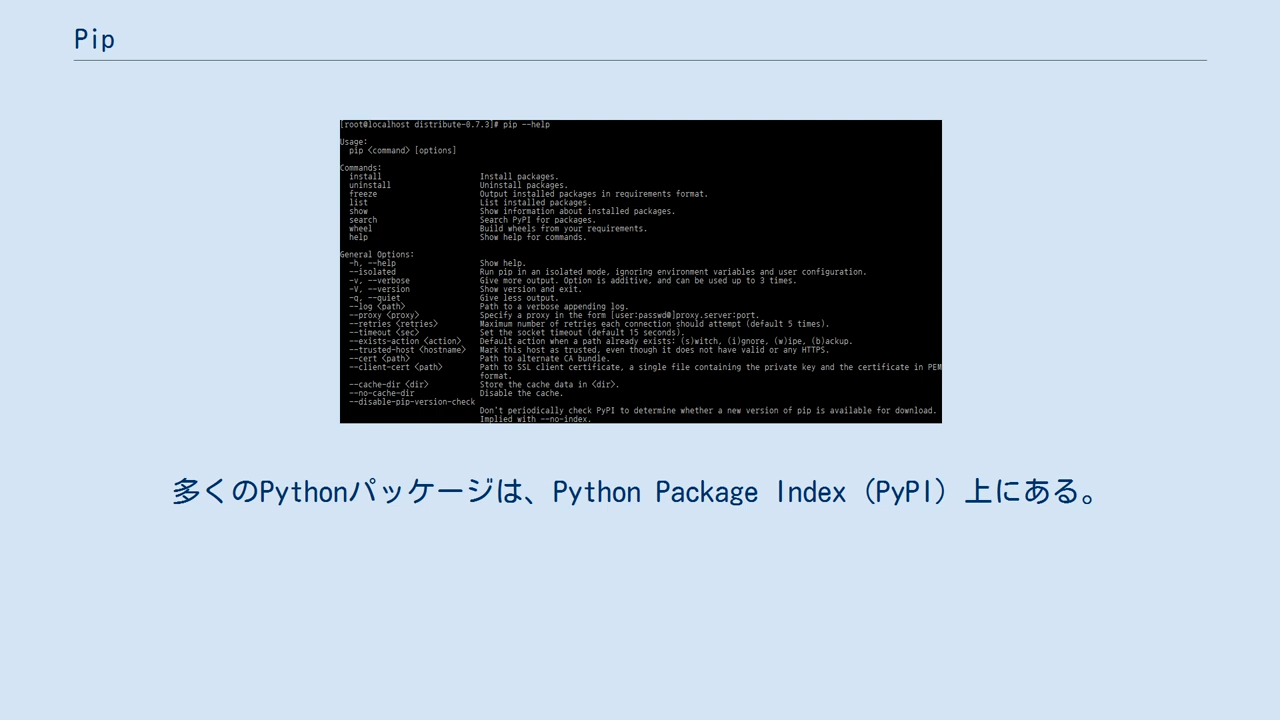 Pip
[root@localhost distribute-0.7.3]# pip --help
Usage:
pip <command> [options]
Commands:
install Install packages.
uninstall Uninstall packages.
freeze Output installed packages in requirements format.
list List installed packages.
show Show information about installed packages.
search Search PyPI for packages.
wheel Build wheels from your requirements.
help Show help for commands.
General Options:
-h, --help Show help.
--isolated Run pip in an isolated mode, ignoring environment variables and user configuration.
-v, --verbose Give more output. Option is additive, and can be used up to 3 times.
-V, --version Show version and exit.
-q, --quiet Give less output.
--log <path> Path to a verbose appending log.
--proxy <proxy> Specify a proxy in the form [user:passwd@]proxy.server:port.
--retries <retries> Maximum number of retries each connection should attempt (default 5 times).
--timeout <sec> Set the socket timeout (default 15 seconds).
--exists-action <action> Default action when a path already exists: (s)witch, (i)gnore, (w)ipe, (b)ackup.
--trusted-host <hostname> Mark this host as trusted, even though it does not have valid or any HTTPS.
--cert <path> Path to alternate CA bundle.
--client-cert <path> Path to SSL client certificate, a single file containing the private key and the certificate in PEM
format.
--cache-dir <dir> Store the cache data in <dir>.
--no-cache-dir Disable the cache.
--disable-pip-version-check
Don't periodically check PyPI to determine whether a new version of pip is available for download.
Implied with --no-index.
多くのPythonパッケージは、Python Package Index（PyPI）上にある。